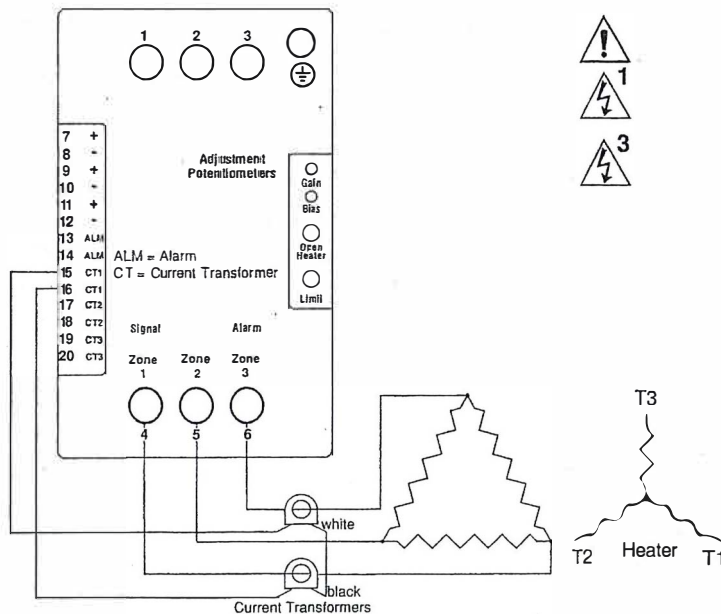 1 2 3
1
3
7 +
8 -
9 +
10 -
11 +
12 -
13 ALM
14 ALM
15 CT1
16 CT1
17 CT2
18 CT2
19 CT3
20 CT3
Adjustment
Potentiometers
Gain
Bias
Open
Heater
Limit
ALM = Alarm
CT = Current Transformer
Signal Alarm
Zone Zone Zone
1 2 3
4 5 6
white
black
Current Transformers
T3
T2 Heater T1